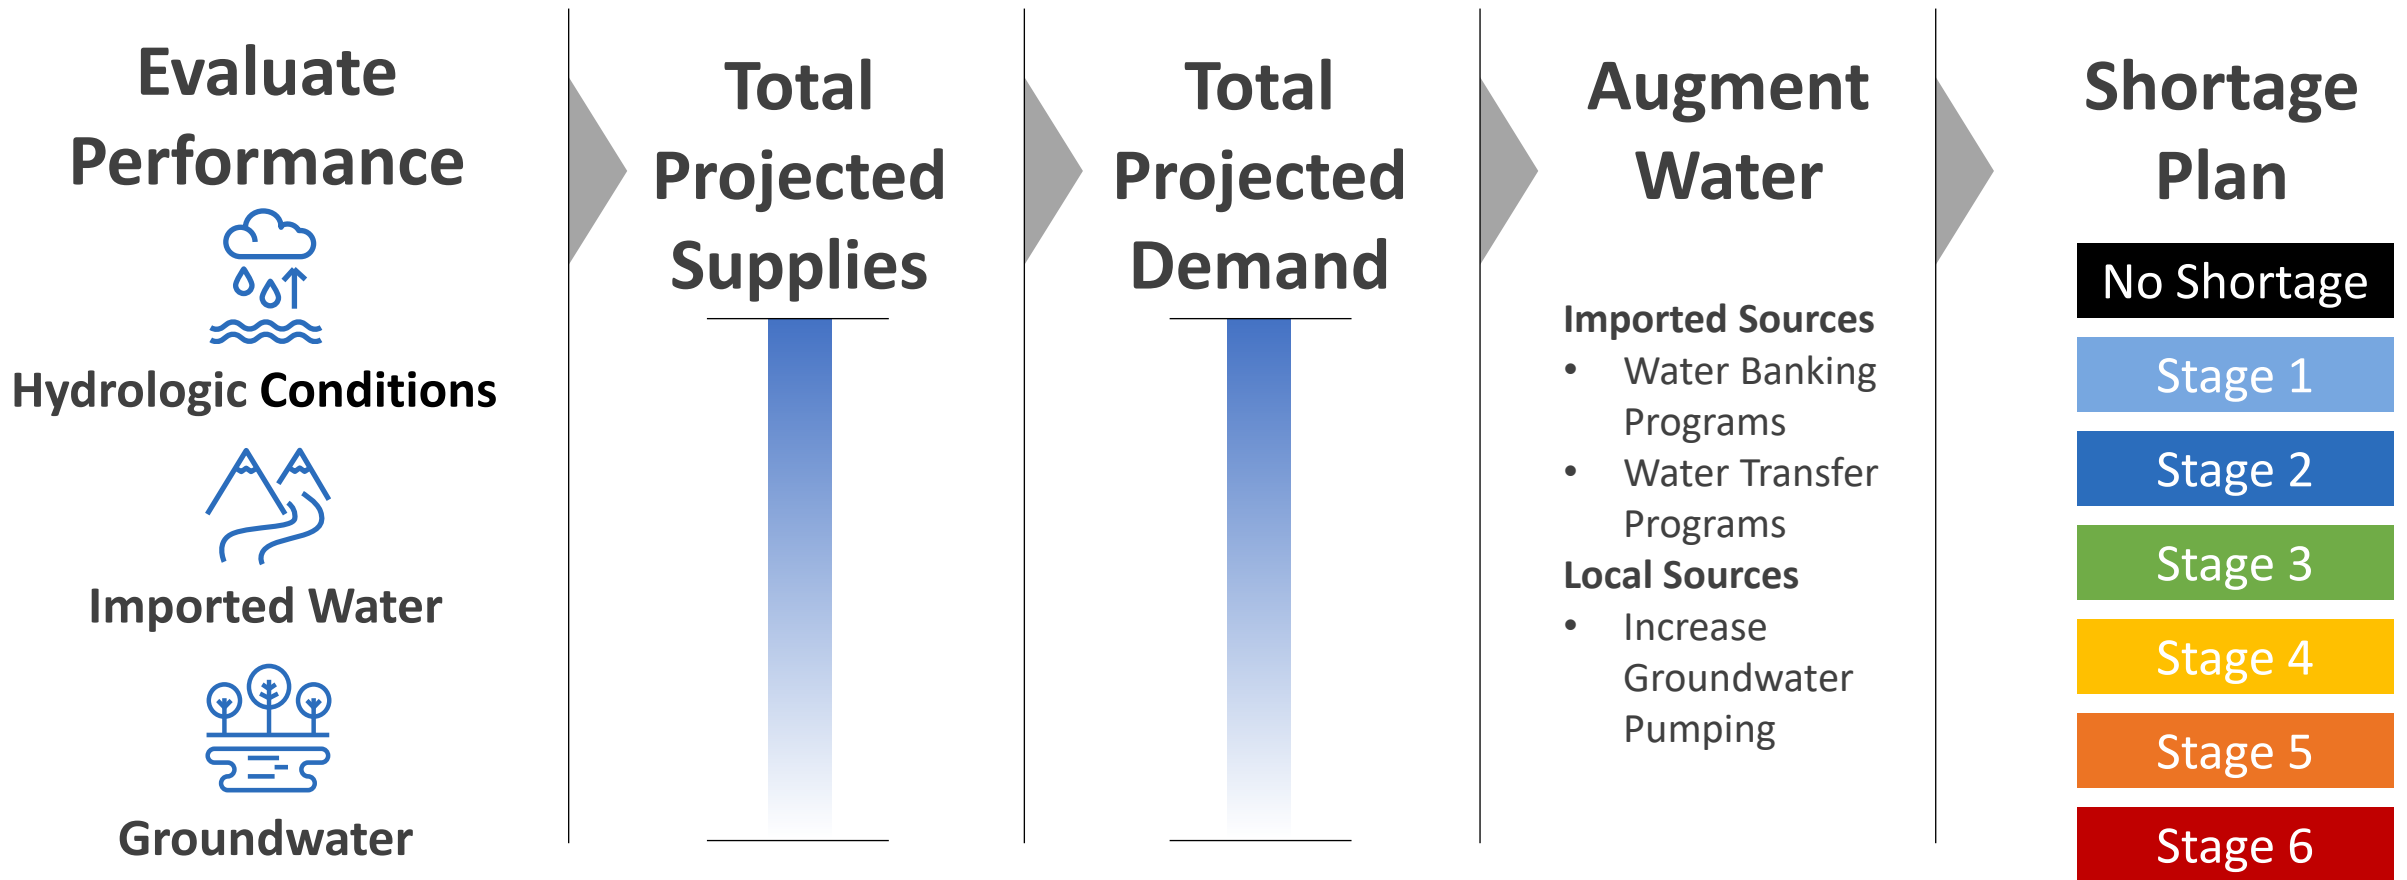 Evaluate
Performance
Hydrologic Conditions
Imported Water
Groundwater
Total
Projected
Supplies
Total
Projected
Demand
Augment
Water
Imported Sources
• Water Banking
Programs
• Water Transfer
Programs
Local Sources
• Increase
Groundwater
Pumping
Shortage
Plan
No Shortage
Stage 1
Stage 2
Stage 3
Stage 4
Stage 5
Stage 6